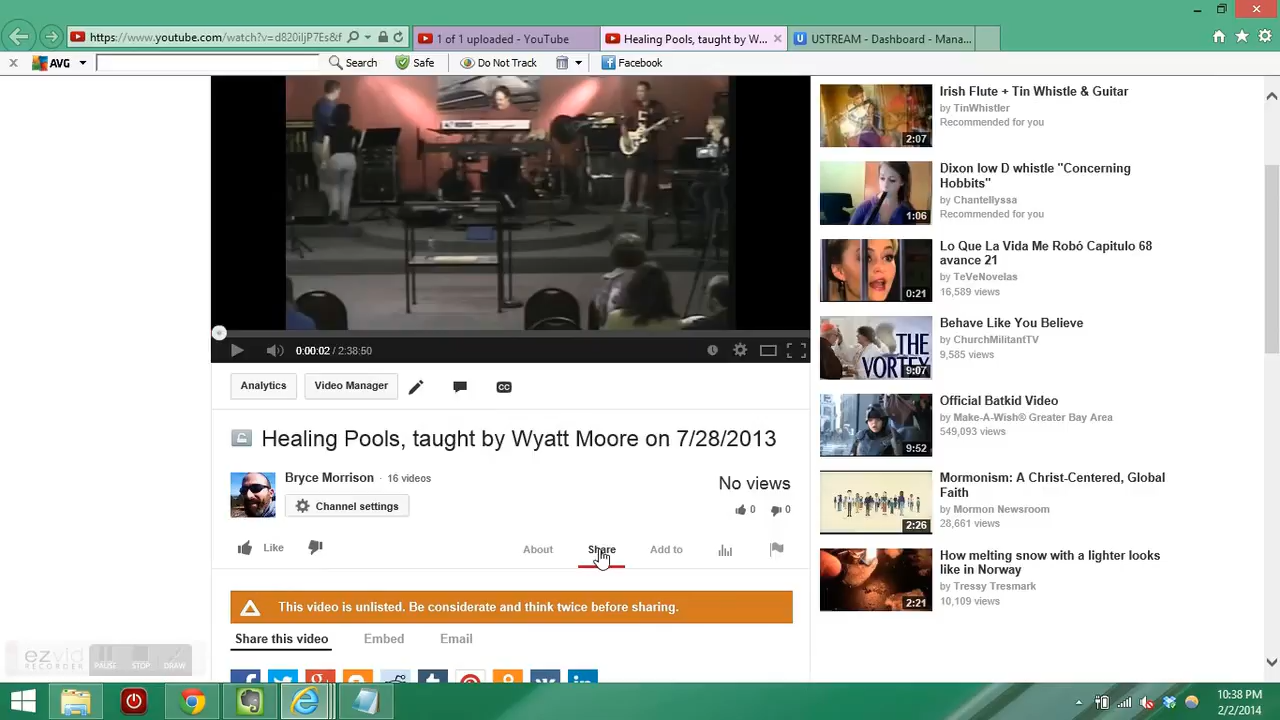 https://www.youtube.com/watch?v=d820iljP7Es&f
1 of 1 uploaded - YouTube
Healing Pools, taught by W...
USTREAM - Dashboard - Mana...
AVG
Search
Safe
Do Not Track
Facebook
Irish Flute + Tin Whistle & Guitar
by TinWhistler
Recommended for you
2:07
Dixon low D whistle "Concerning
Hobbits"
by Chantellyssa
Recommended for you
1:06
Lo Que La Vida Me Robó Capitulo 68
avance 21
by TeVeNovelas
16,589 views
0:21
Behave Like You Believe
by ChurchMilitantTV
9,585 views
THE
VORTEX
9:07
Official Batkid Video
by Make-A-Wish® Greater Bay Area
549,093 views
9:52
Mormonism: A Christ-Centered, Global
Faith
by Mormon Newsroom
28,661 views
2:26
How melting snow with a lighter looks
like in Norway
by Tressy Tresmark
10,109 views
2:21
0:00:02 / 2:38:50
Analytics
Video Manager
CC
Healing Pools, taught by Wyatt Moore on 7/28/2013
Bryce Morrison · 16 videos
Channel settings
No views
0 0
Like
About
Share
Add to
This video is unlisted. Be considerate and think twice before sharing.
Share this video
Embed
Email
ezvid
RECORDER
PAUSE
STOP
DRAW
10:38 PM
2/2/2014